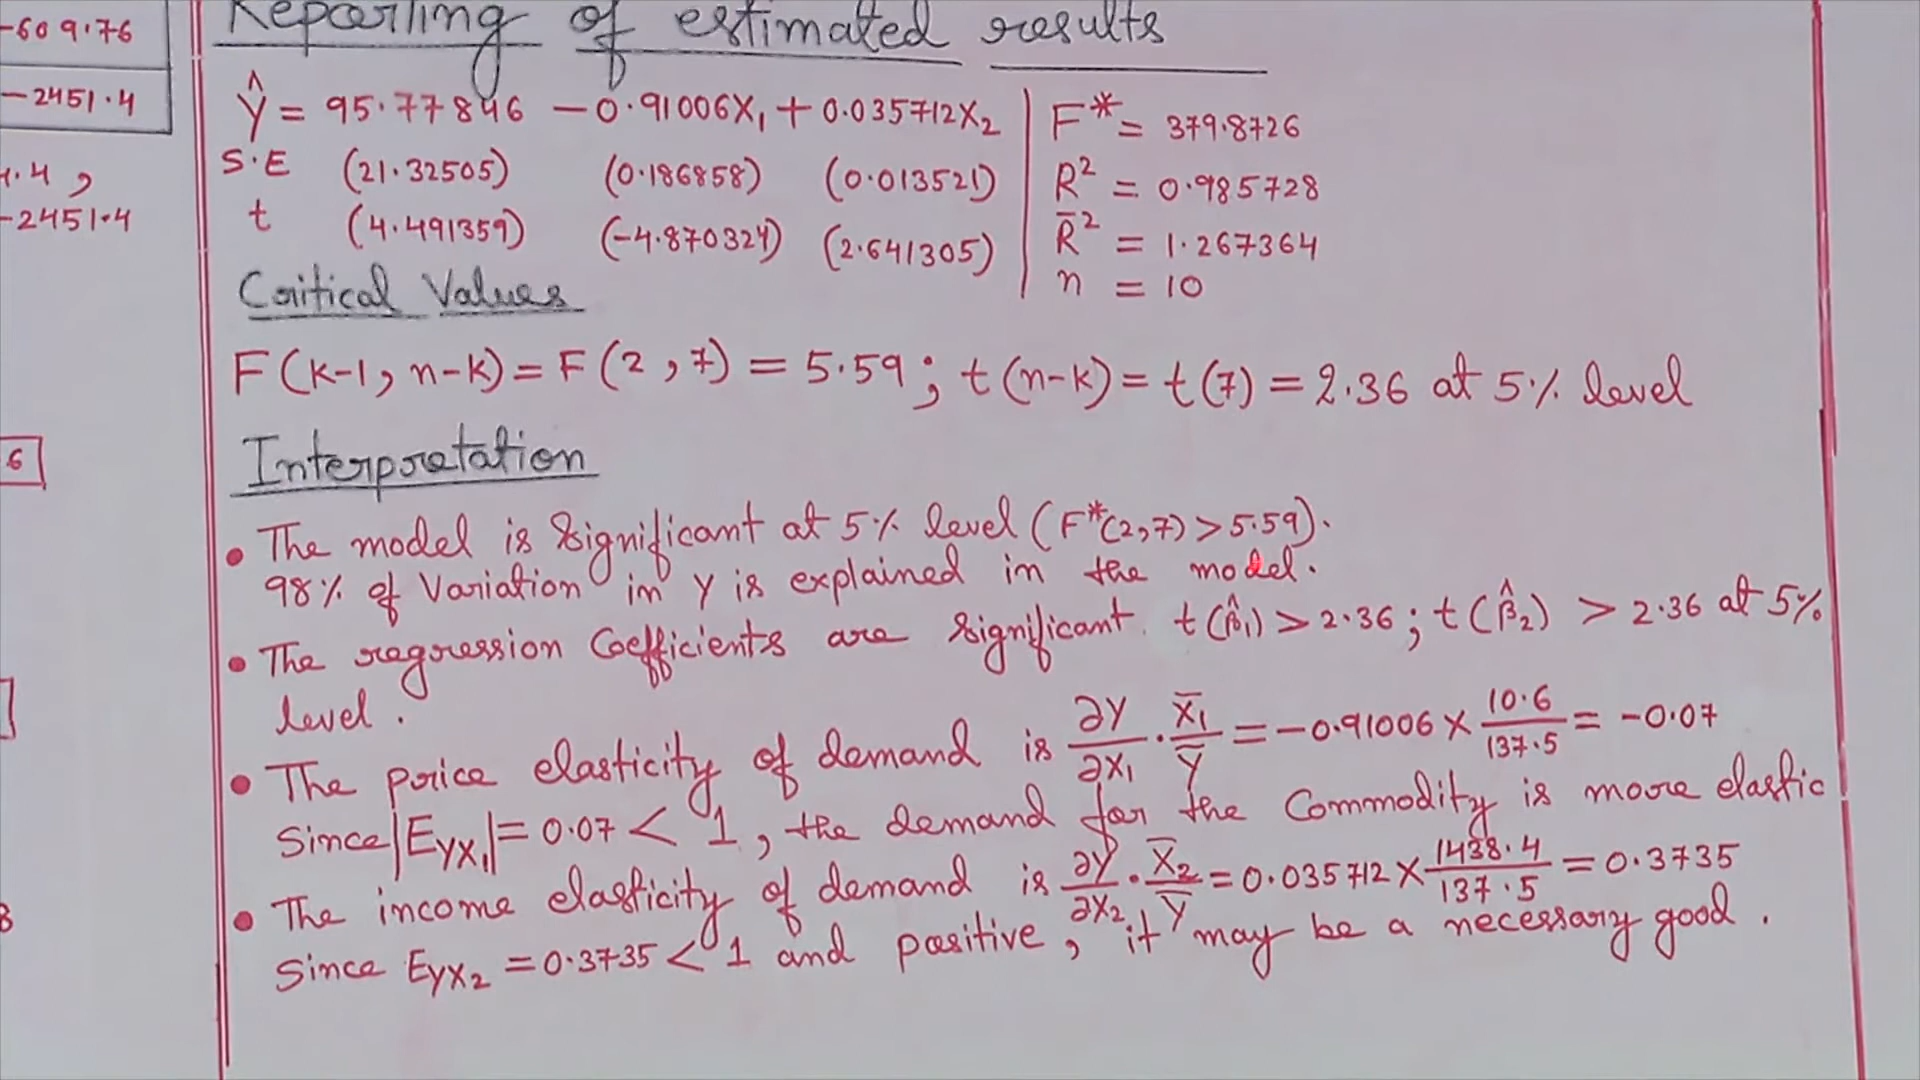 -609.76
-2451.4
1.4,
-2451.4
6
Reporting of estimated results
Ŷ = 95.77846 - 0.91006X₁ + 0.035712X₂
S.E (21.32505) (0.186858) (0.013521)
t (4.491359) (-4.870324) (2.641305)
F* = 379.8726
R² = 0.985728
R̄² = 1.267364
n = 10
Critical Values
F(K-1, n-K) = F(2, 7) = 5.59; t(n-K) = t(7) = 2.36 at 5% level
Interpretation
• The model is significant at 5% level (F*(2,7) > 5.59).
98% of variation in Y is explained in the model.
• The regression Coefficients are significant. t(β̂₁) > 2.36; t(β̂₂) > 2.36 at 5%
level.
• The price elasticity of demand is ∂Y/∂X₁ . X̄₁/Ȳ = -0.91006 × 10.6/137.5 = -0.07
Since |Eyx₁| = 0.07 < 1, the demand for the Commodity is more elastic
• The income elasticity of demand is ∂Y/∂X₂ . X̄₂/Ȳ = 0.035712 × 1438.4/137.5 = 0.3735
Since Eyx₂ = 0.3735 < 1 and positive, it may be a necessary good.